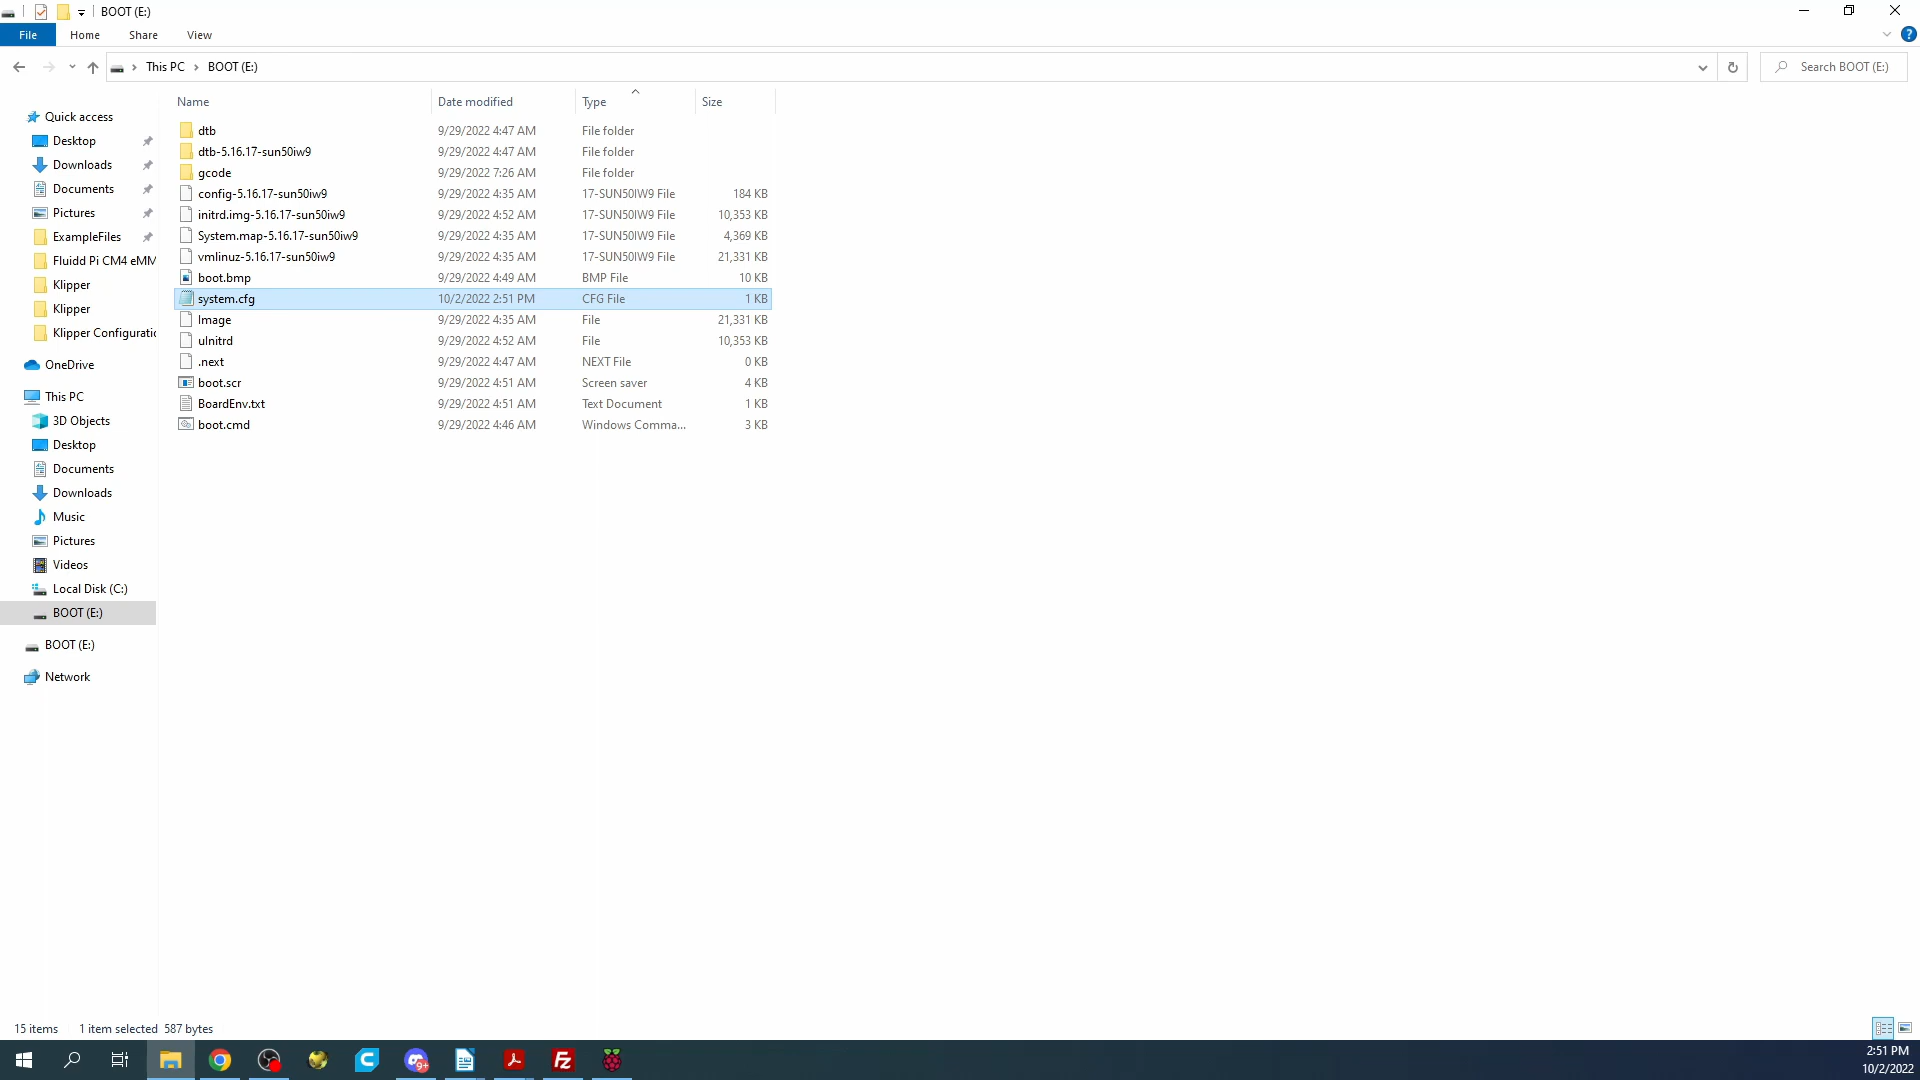 BOOT (E:)
File Home Share View
This PC BOOT (E:) Search BOOT (E:)
Name Date modified Type Size
Quick access
Desktop
Downloads
Documents
Pictures
ExampleFiles
Fluidd Pi CM4 eMM
Klipper
Klipper
Klipper Configuratio
OneDrive
This PC
3D Objects
Desktop
Documents
Downloads
Music
Pictures
Videos
Local Disk (C:)
BOOT (E:)
BOOT (E:)
Network
dtb 9/29/2022 4:47 AM File folder
dtb-5.16.17-sun50iw9 9/29/2022 4:47 AM File folder
gcode 9/29/2022 7:26 AM File folder
config-5.16.17-sun50iw9 9/29/2022 4:35 AM 17-SUN50IW9 File 184 KB
initrd.img-5.16.17-sun50iw9 9/29/2022 4:52 AM 17-SUN50IW9 File 10,353 KB
System.map-5.16.17-sun50iw9 9/29/2022 4:35 AM 17-SUN50IW9 File 4,369 KB
vmlinuz-5.16.17-sun50iw9 9/29/2022 4:35 AM 17-SUN50IW9 File 21,331 KB
boot.bmp 9/29/2022 4:49 AM BMP File 10 KB
system.cfg 10/2/2022 2:51 PM CFG File 1 KB
Image 9/29/2022 4:35 AM File 21,331 KB
uInitrd 9/29/2022 4:52 AM File 10,353 KB
.next 9/29/2022 4:47 AM NEXT File 0 KB
boot.scr 9/29/2022 4:51 AM Screen saver 4 KB
BoardEnv.txt 9/29/2022 4:51 AM Text Document 1 KB
boot.cmd 9/29/2022 4:46 AM Windows Comma... 3 KB
15 items 1 item selected 587 bytes
9+
2:51 PM
10/2/2022